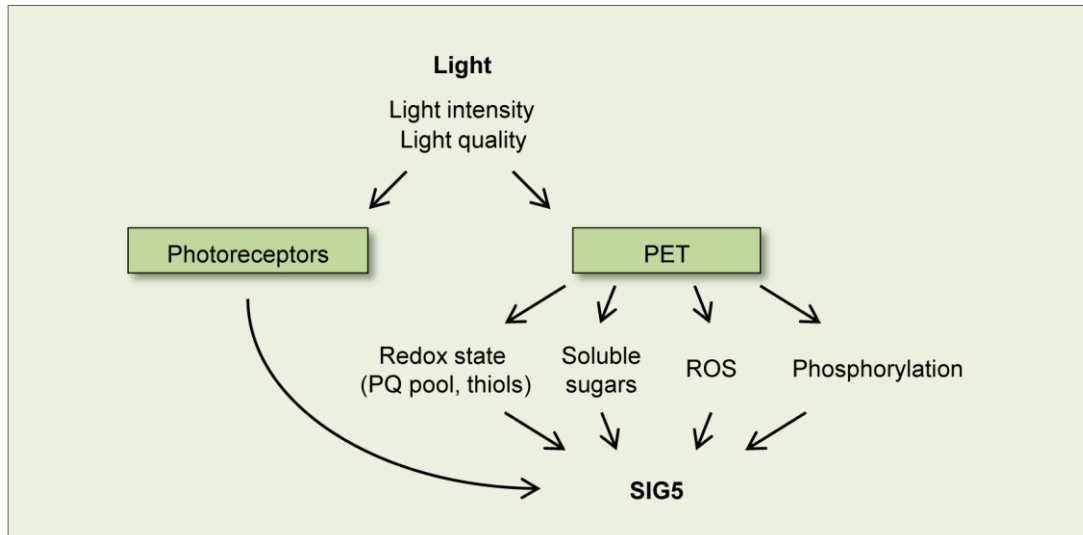 Light
Light intensity
Light quality
Photoreceptors
PET
Redox state
(PQ pool, thiols)
Soluble
sugars
ROS
Phosphorylation
SIG5